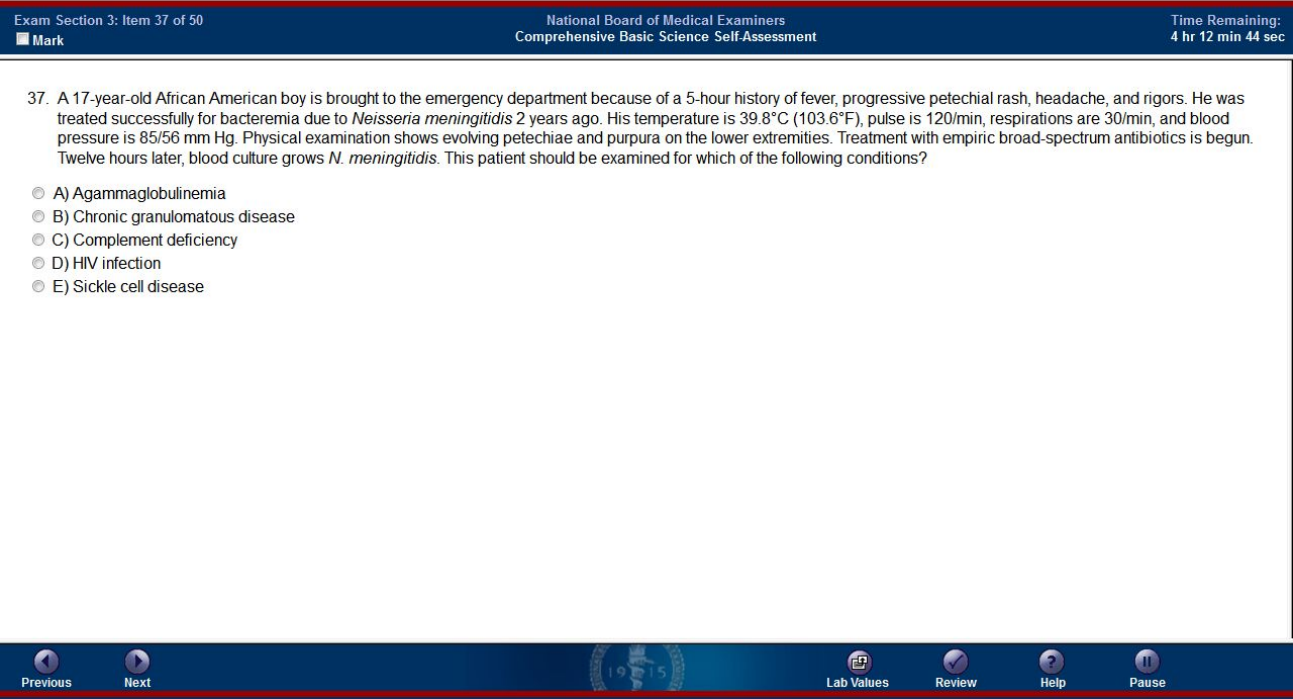 Exam Section 3: Item 37 of 50
National Board of Medical Examiners
Time Remaining:
Mark
Comprehensive Basic Science Self-Assessment
4 hr 12 min 44 sec
37. A 17-year-old African American boy is brought to the emergency department because of a 5-hour history of fever, progressive petechial rash, headache, and rigors. He was
treated successfully for bacteremia due to Neisseria meningitidis 2 years ago. His temperature is 39.8°C (103.6°F), pulse is 120/min, respirations are 30/min, and blood
pressure is 85/56 mm Hg. Physical examination shows evolving petechiae and purpura on the lower extremities. Treatment with empiric broad-spectrum antibiotics is begun.
Twelve hours later, blood culture grows N. meningitidis. This patient should be examined for which of the following conditions?
A) Agammaglobulinemia
B) Chronic granulomatous disease
C) Complement deficiency
D) HIV infection
E) Sickle cell disease
1915
Previous
Next
Lab Values
Review
Help
Pause